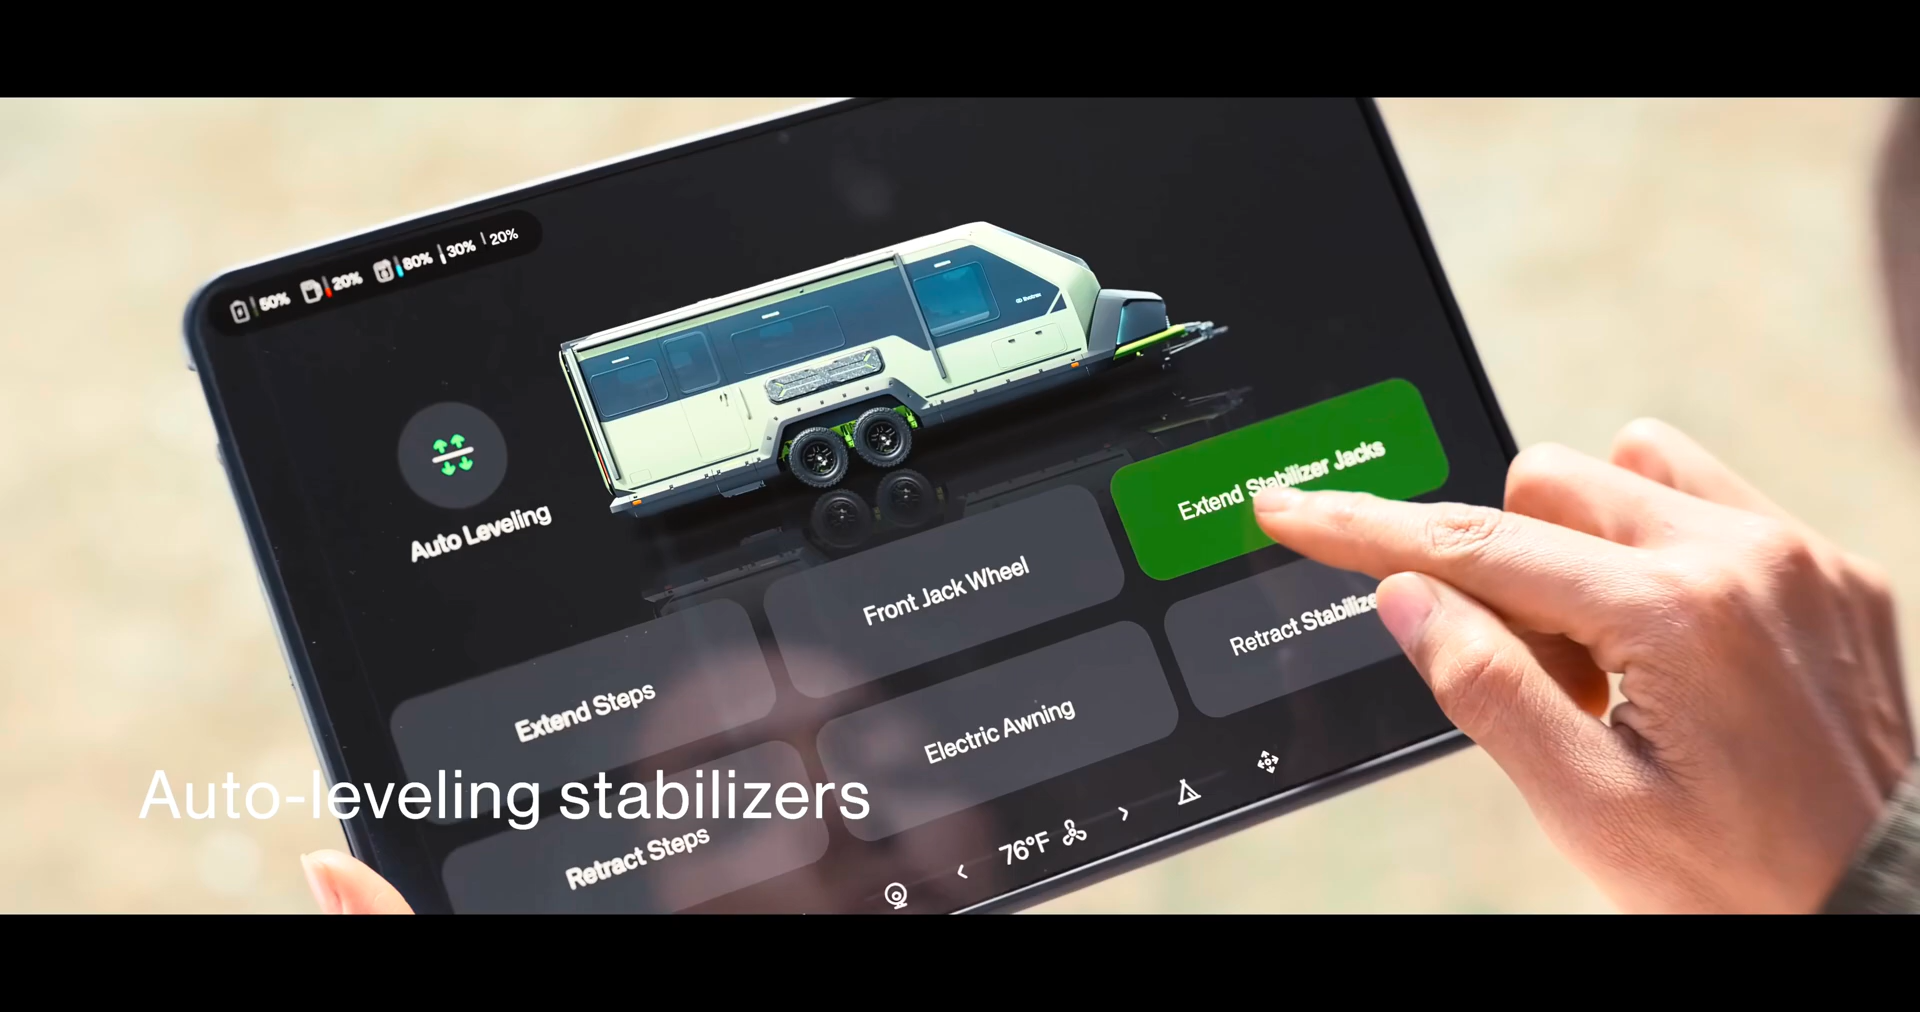 50% 20% 80% 30% 20%
Auto Leveling
Extend Stabilizer Jacks
Front Jack Wheel
Retract
Extend Steps
Electric Awning
Auto-leveling stabilizers
Retract Steps
< 76°F >